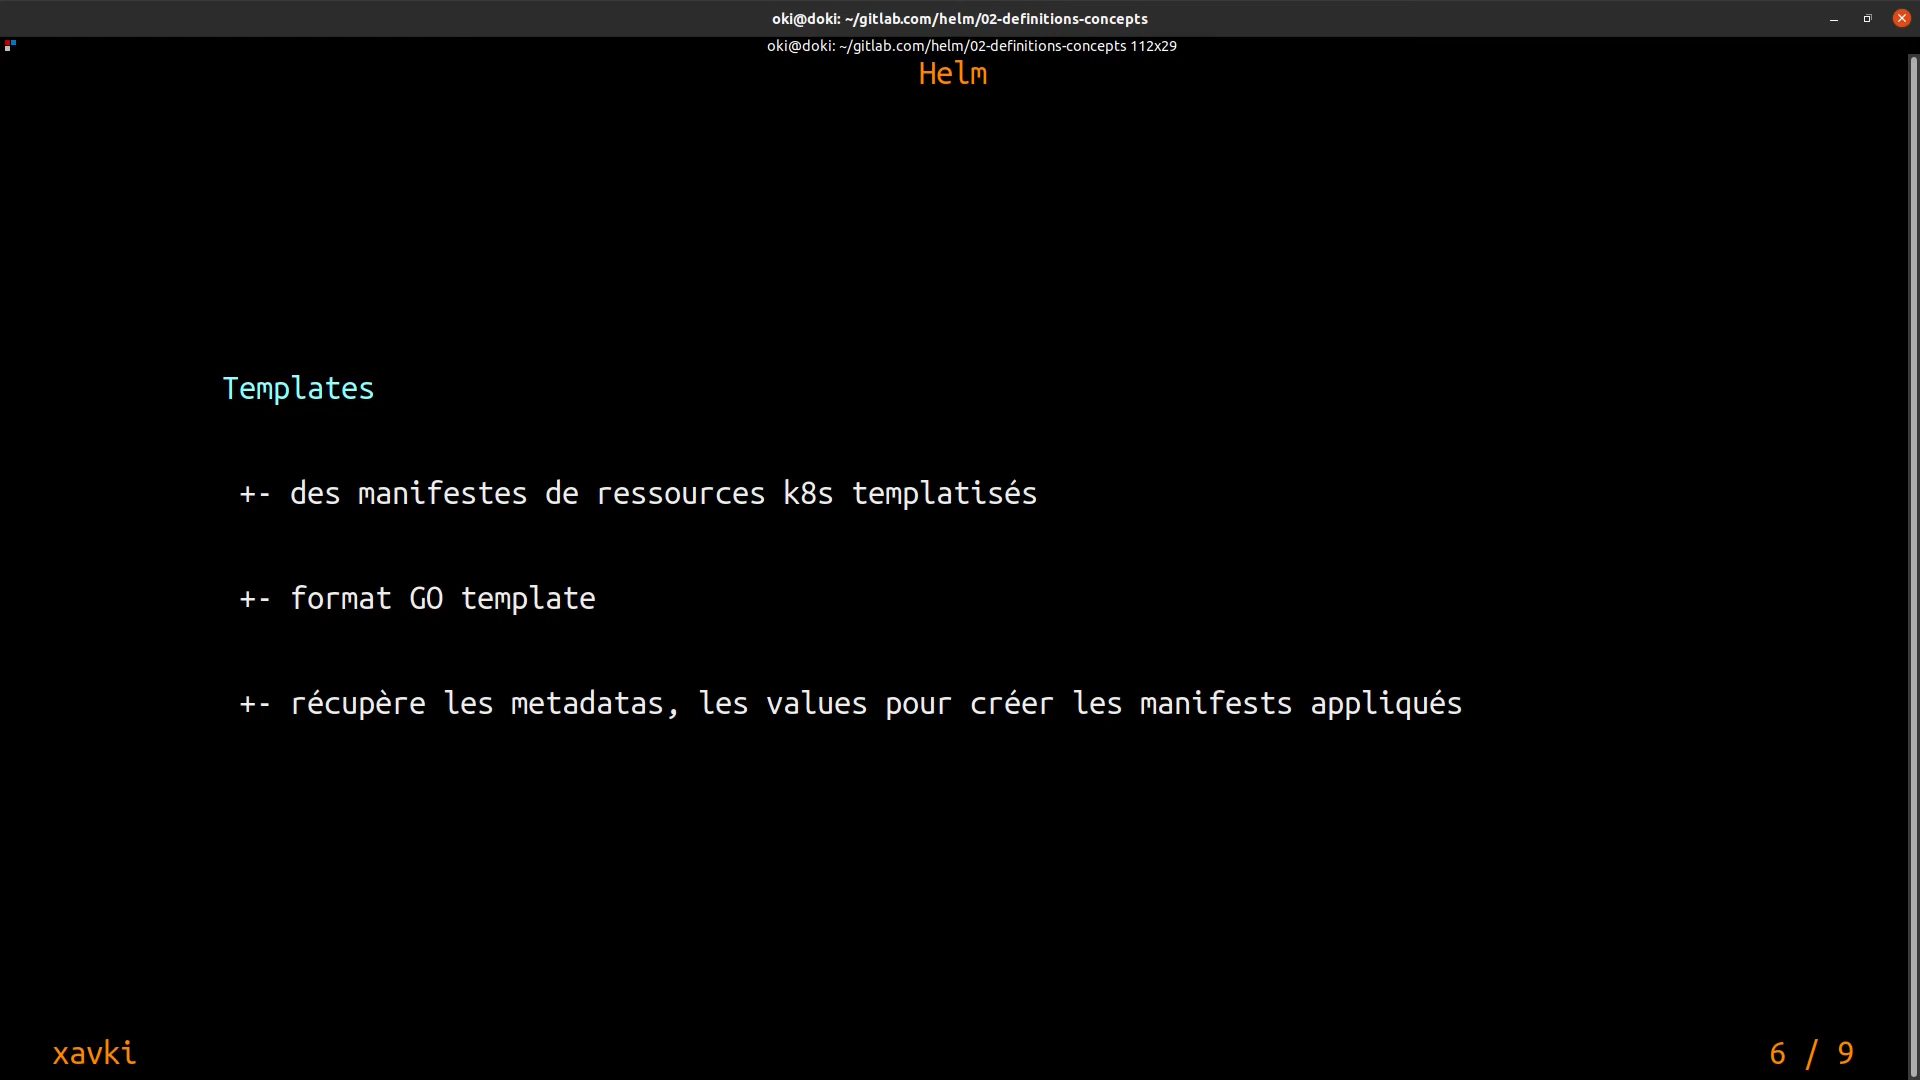 oki@doki: ~/gitlab.com/helm/02-definitions-concepts
oki@doki: ~/gitlab.com/helm/02-definitions-concepts 112x29
Helm
Templates
+- des manifestes de ressources k8s templatisés
+- format GO template
+- récupère les metadatas, les values pour créer les manifests appliqués
xavki
6 / 9